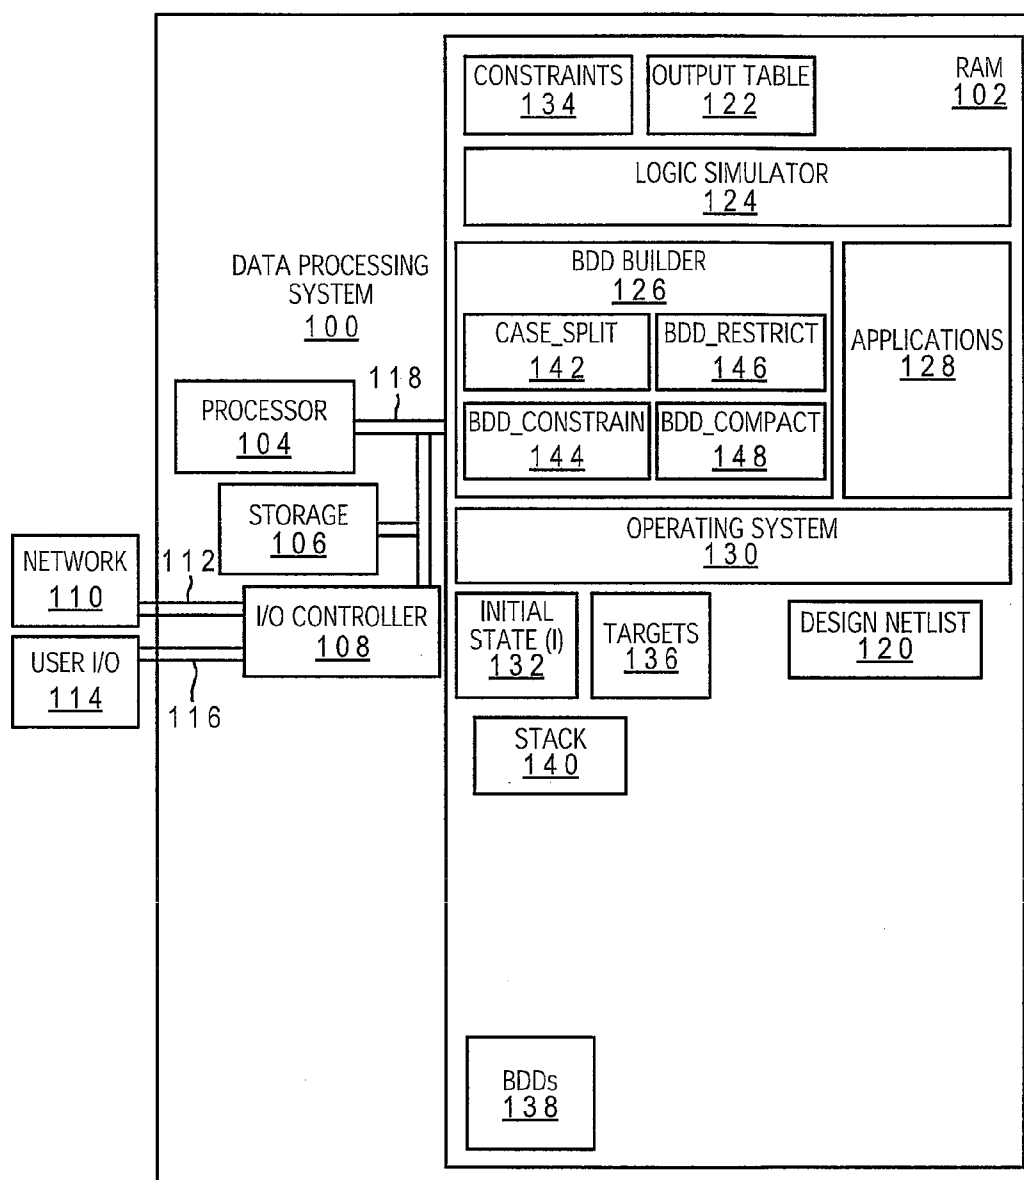 CONSTRAINTS
134
OUTPUT TABLE
122
RAM
102
LOGIC SIMULATOR
124
DATA PROCESSING
SYSTEM
100
BDD BUILDER
126
CASE_SPLIT
142
BDD_RESTRICT
146
BDD_CONSTRAIN
144
BDD_COMPACT
148
APPLICATIONS
128
118
PROCESSOR
104
STORAGE
106
OPERATING SYSTEM
130
NETWORK
110
112
I/O CONTROLLER
108
USER I/O
114
116
INITIAL
STATE (I)
132
TARGETS
136
DESIGN NETLIST
120
STACK
140
BDDs
138